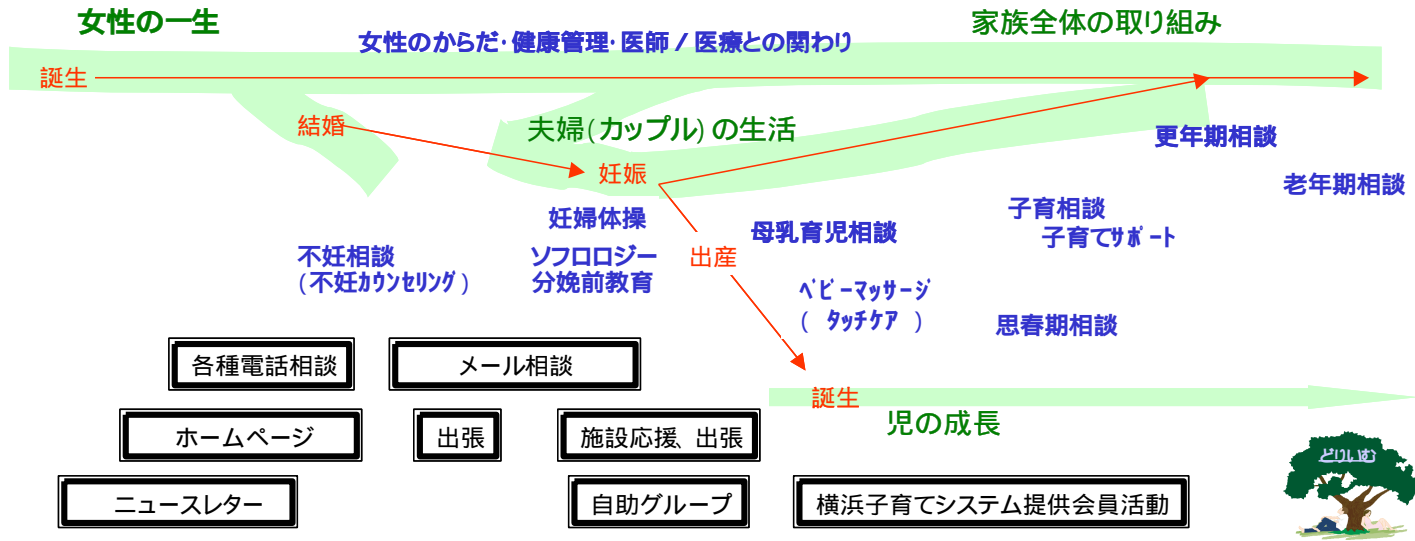 女性の一生
家族全体の取り組み
女性のからだ・健康管理・医師/医療との関わり
誕生
結婚
夫婦(カップル)の生活
妊娠
更年期相談
老年期相談
妊婦体操
母乳育児相談
子育相談
子育てサポート
不妊相談
(不妊カウンセリング)
ソフロロジー
分娩前教育
出産
ベビーマッサージ
( タッチケア )
思春期相談
各種電話相談
メール相談
誕生
児の成長
ホームページ
出張
施設応援、出張
どりいむ
ニュースレター
自助グループ
横浜子育てシステム提供会員活動